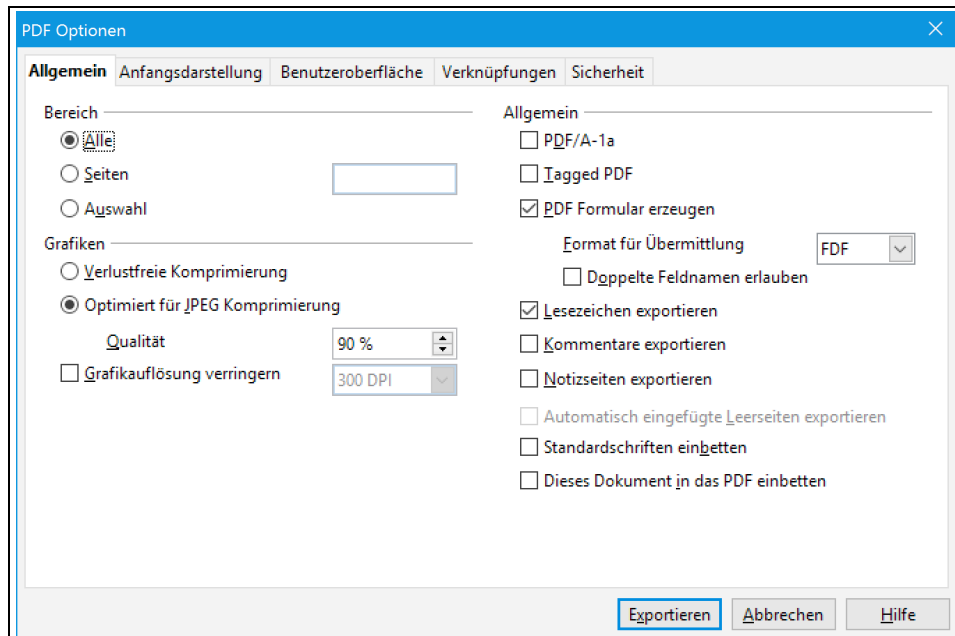 PDF Optionen
Allgemein Anfangsdarstellung Benutzeroberfläche Verknüpfungen Sicherheit
Bereich
Alle
Seiten
Auswahl
Grafiken
Verlustfreie Komprimierung
Optimiert für JPEG Komprimierung
Qualität 90 %
Grafikauflösung verringern 300 DPI
Allgemein
PDF/A-1a
Tagged PDF
PDF Formular erzeugen
Format für Übermittlung FDF
Doppelte Feldnamen erlauben
Lesezeichen exportieren
Kommentare exportieren
Notizseiten exportieren
Automatisch eingefügte Leerseiten exportieren
Standardschriften einbetten
Dieses Dokument in das PDF einbetten
Exportieren Abbrechen Hilfe